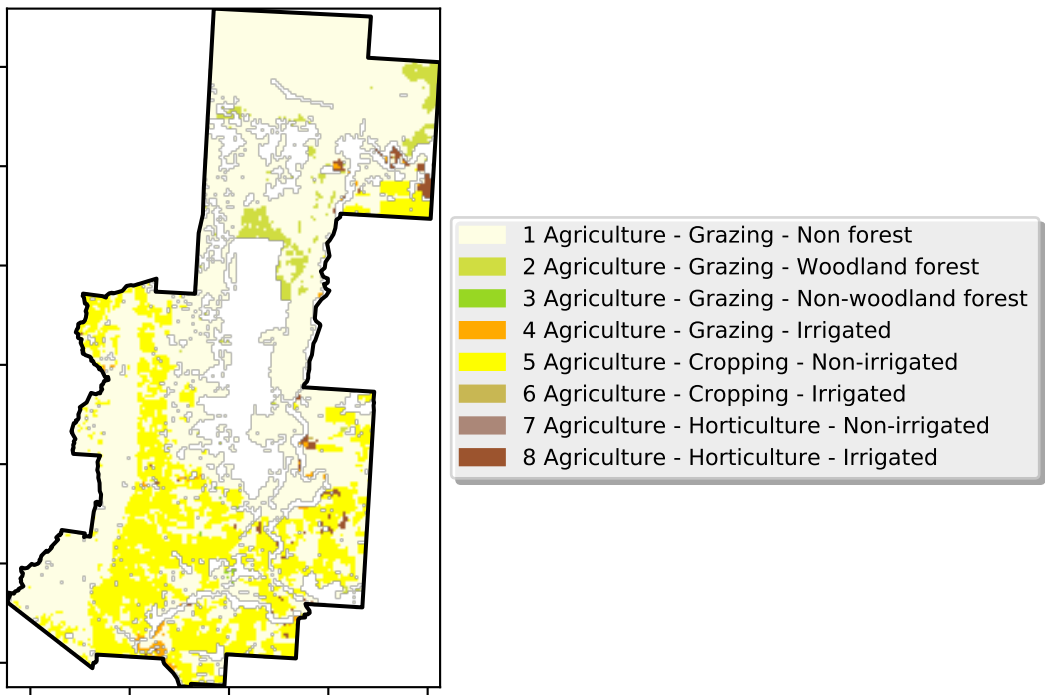 1 Agriculture - Grazing - Non forest
2 Agriculture - Grazing - Woodland forest
3 Agriculture - Grazing - Non-woodland forest
4 Agriculture - Grazing - Irrigated
5 Agriculture - Cropping - Non-irrigated
6 Agriculture - Cropping - Irrigated
7 Agriculture - Horticulture - Non-irrigated
8 Agriculture - Horticulture - Irrigated